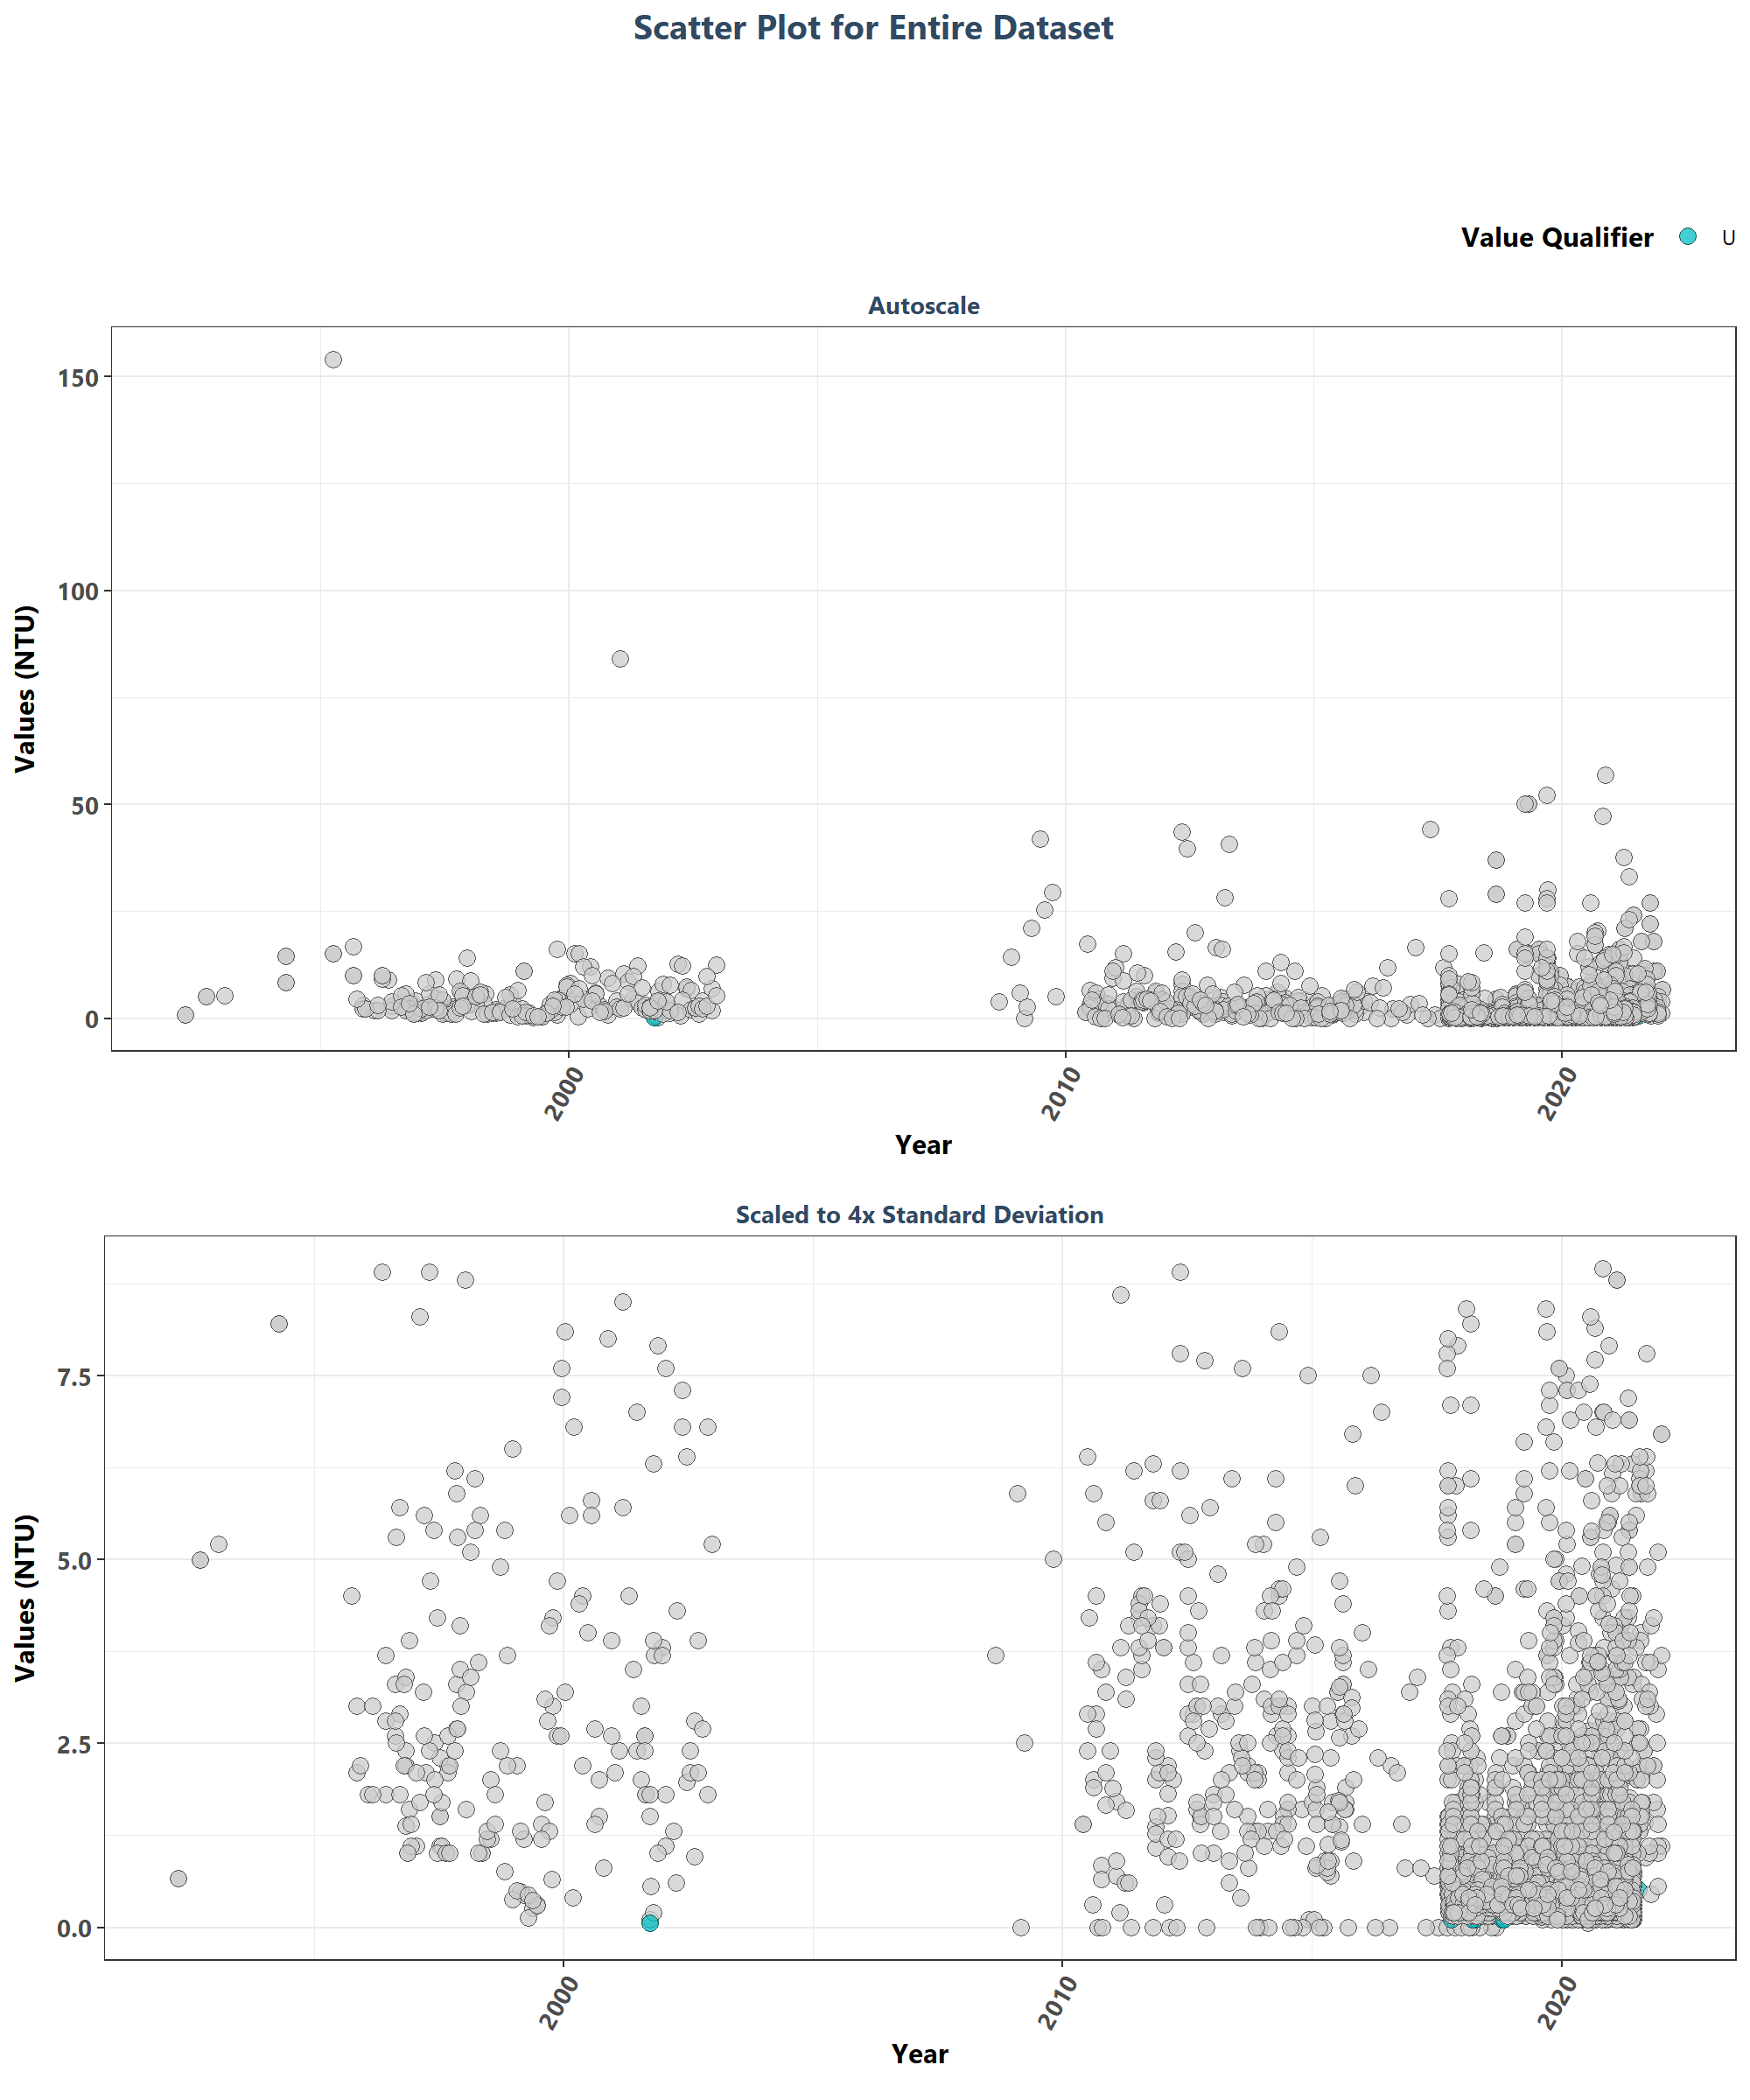 Scatter Plot for Entire Dataset
Value Qualifier U
Autoscale
Values (NTU)
150
100
50
0
2000 2010 2020
Year
Scaled to 4x Standard Deviation
Values (NTU)
7.5
5.0
2.5
0.0
2000 2010 2020
Year